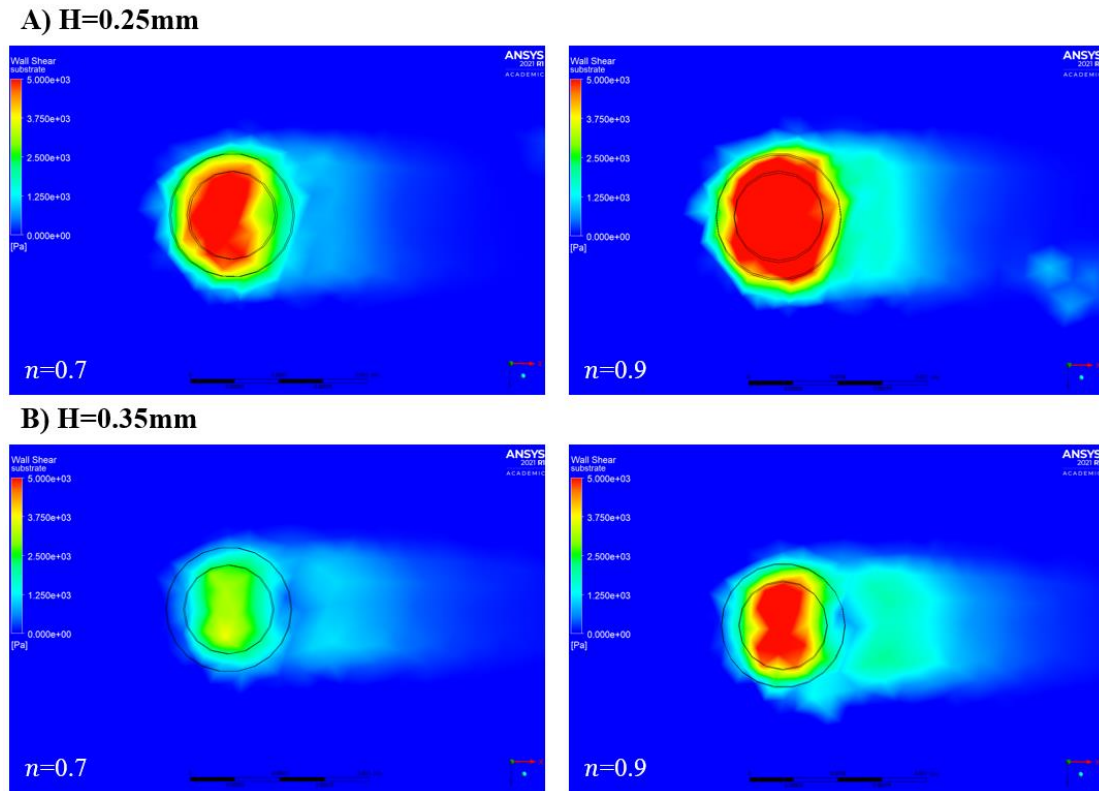 A) H=0.25mm
Wall Shear
substrate
5.000e+03
3.750e+03
2.500e+03
1.250e+03
0.000e+00
[Pa]
ANSYS
2021 R1
ACADEMIC
n=0.7
Wall Shear
substrate
5.000e+03
3.750e+03
2.500e+03
1.250e+03
0.000e+00
[Pa]
ANSYS
2021 R1
ACADEMIC
n=0.9
B) H=0.35mm
Wall Shear
substrate
5.000e+03
3.750e+03
2.500e+03
1.250e+03
0.000e+00
[Pa]
ANSYS
2021 R1
ACADEMIC
n=0.7
Wall Shear
substrate
5.000e+03
3.750e+03
2.500e+03
1.250e+03
0.000e+00
[Pa]
ANSYS
2021 R1
ACADEMIC
n=0.9